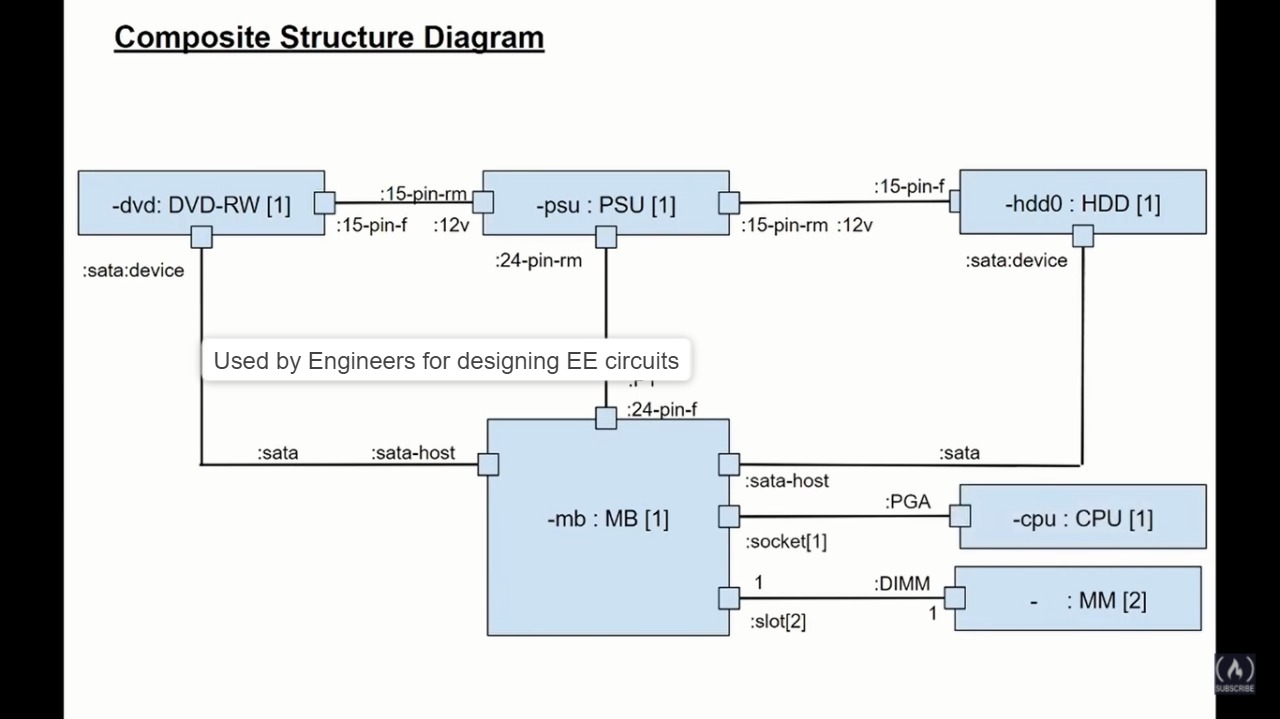 Composite Structure Diagram
-dvd: DVD-RW [1]
:15-pin-rm
:15-pin-f :12v
-psu : PSU [1]
:15-pin-f
:15-pin-rm :12v
-hdd0 : HDD [1]
:sata:device
:24-pin-rm
:sata:device
Used by Engineers for designing EE circuits
:24-pin-f
:sata
:sata-host
:sata
:sata-host
-mb : MB [1]
:PGA
:socket[1]
-cpu : CPU [1]
1
:DIMM
:slot[2]
1
- : MM [2]
SUBSCRIBE